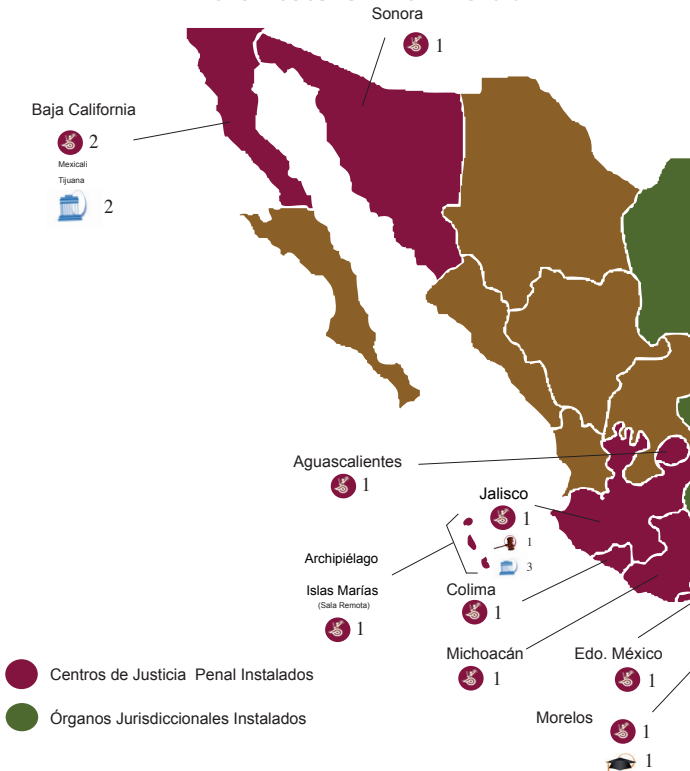 Sonora
1
Baja California
2
Mexicali
Tijuana
2
Aguascalientes
1
Jalisco
1
1
3
Archipiélago
Islas Marías
(Sala Remota)
1
Colima
1
Michoacán
1
Edo. México
1
Morelos
1
1
Centros de Justicia Penal Instalados
Órganos Jurisdiccionales Instalados